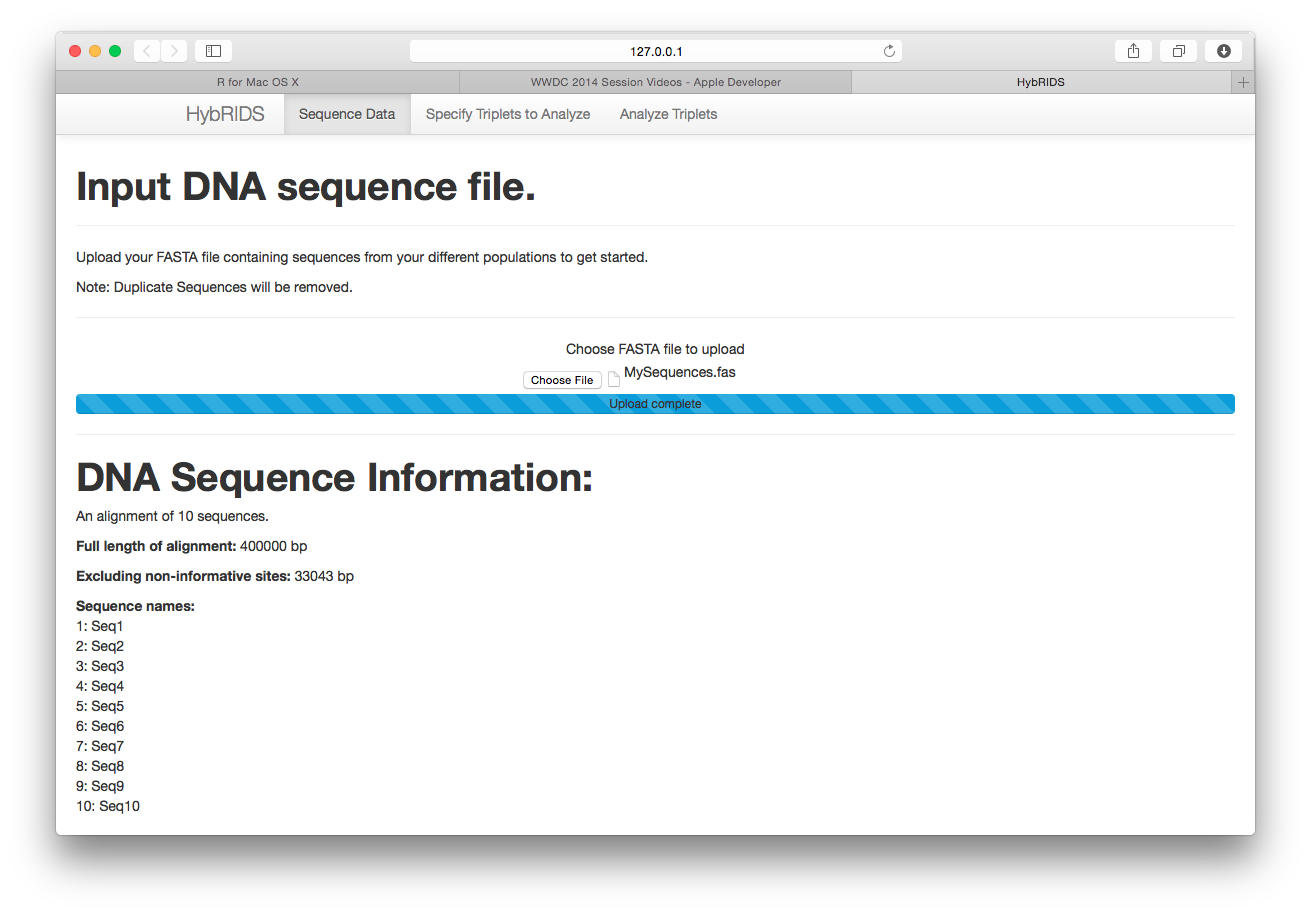 127.0.0.1
R for Mac OS X
WWDC 2014 Session Videos - Apple Developer
HybRIDS
HybRIDS
Sequence Data
Specify Triplets to Analyze
Analyze Triplets
Input DNA sequence file.
Upload your FASTA file containing sequences from your different populations to get started.
Note: Duplicate Sequences will be removed.
Choose FASTA file to upload
Choose File MySequences.fas
Upload complete
DNA Sequence Information:
An alignment of 10 sequences.
Full length of alignment: 400000 bp
Excluding non-informative sites: 33043 bp
Sequence names:
1: Seq1
2: Seq2
3: Seq3
4: Seq4
5: Seq5
6: Seq6
7: Seq7
8: Seq8
9: Seq9
10: Seq10